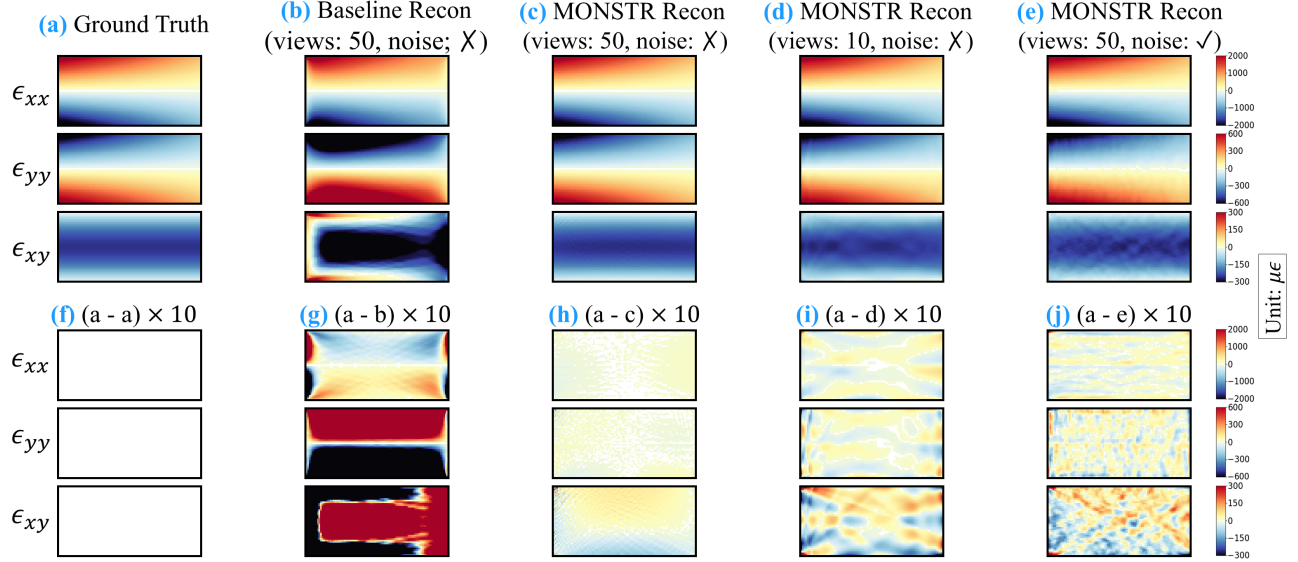 (a) Ground Truth
(b) Baseline Recon
(views: 50, noise; ✗)
(c) MONSTR Recon
(views: 50, noise: ✗)
(d) MONSTR Recon
(views: 10, noise: ✗)
(e) MONSTR Recon
(views: 50, noise: ✓)
ϵxx
2000
1000
0
−1000
−2000
ϵyy
600
300
0
−300
−600
ϵxy
300
150
0
−150
−300
Unit: μϵ
(f) (a - a) × 10
(g) (a - b) × 10
(h) (a - c) × 10
(i) (a - d) × 10
(j) (a - e) × 10
ϵxx
2000
1000
0
−1000
−2000
ϵyy
600
300
0
−300
−600
ϵxy
300
150
0
−150
−300